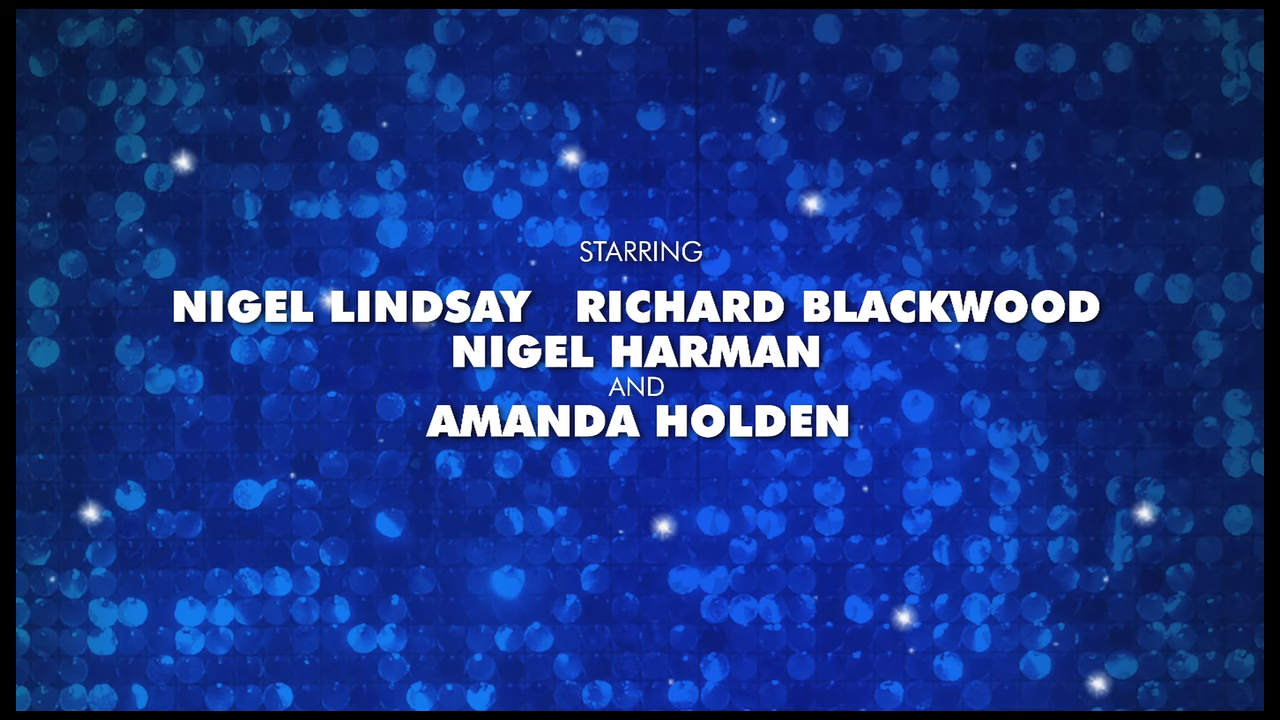 STARRING
NIGEL LINDSAY RICHARD BLACKWOOD
NIGEL HARMAN
AND
AMANDA HOLDEN